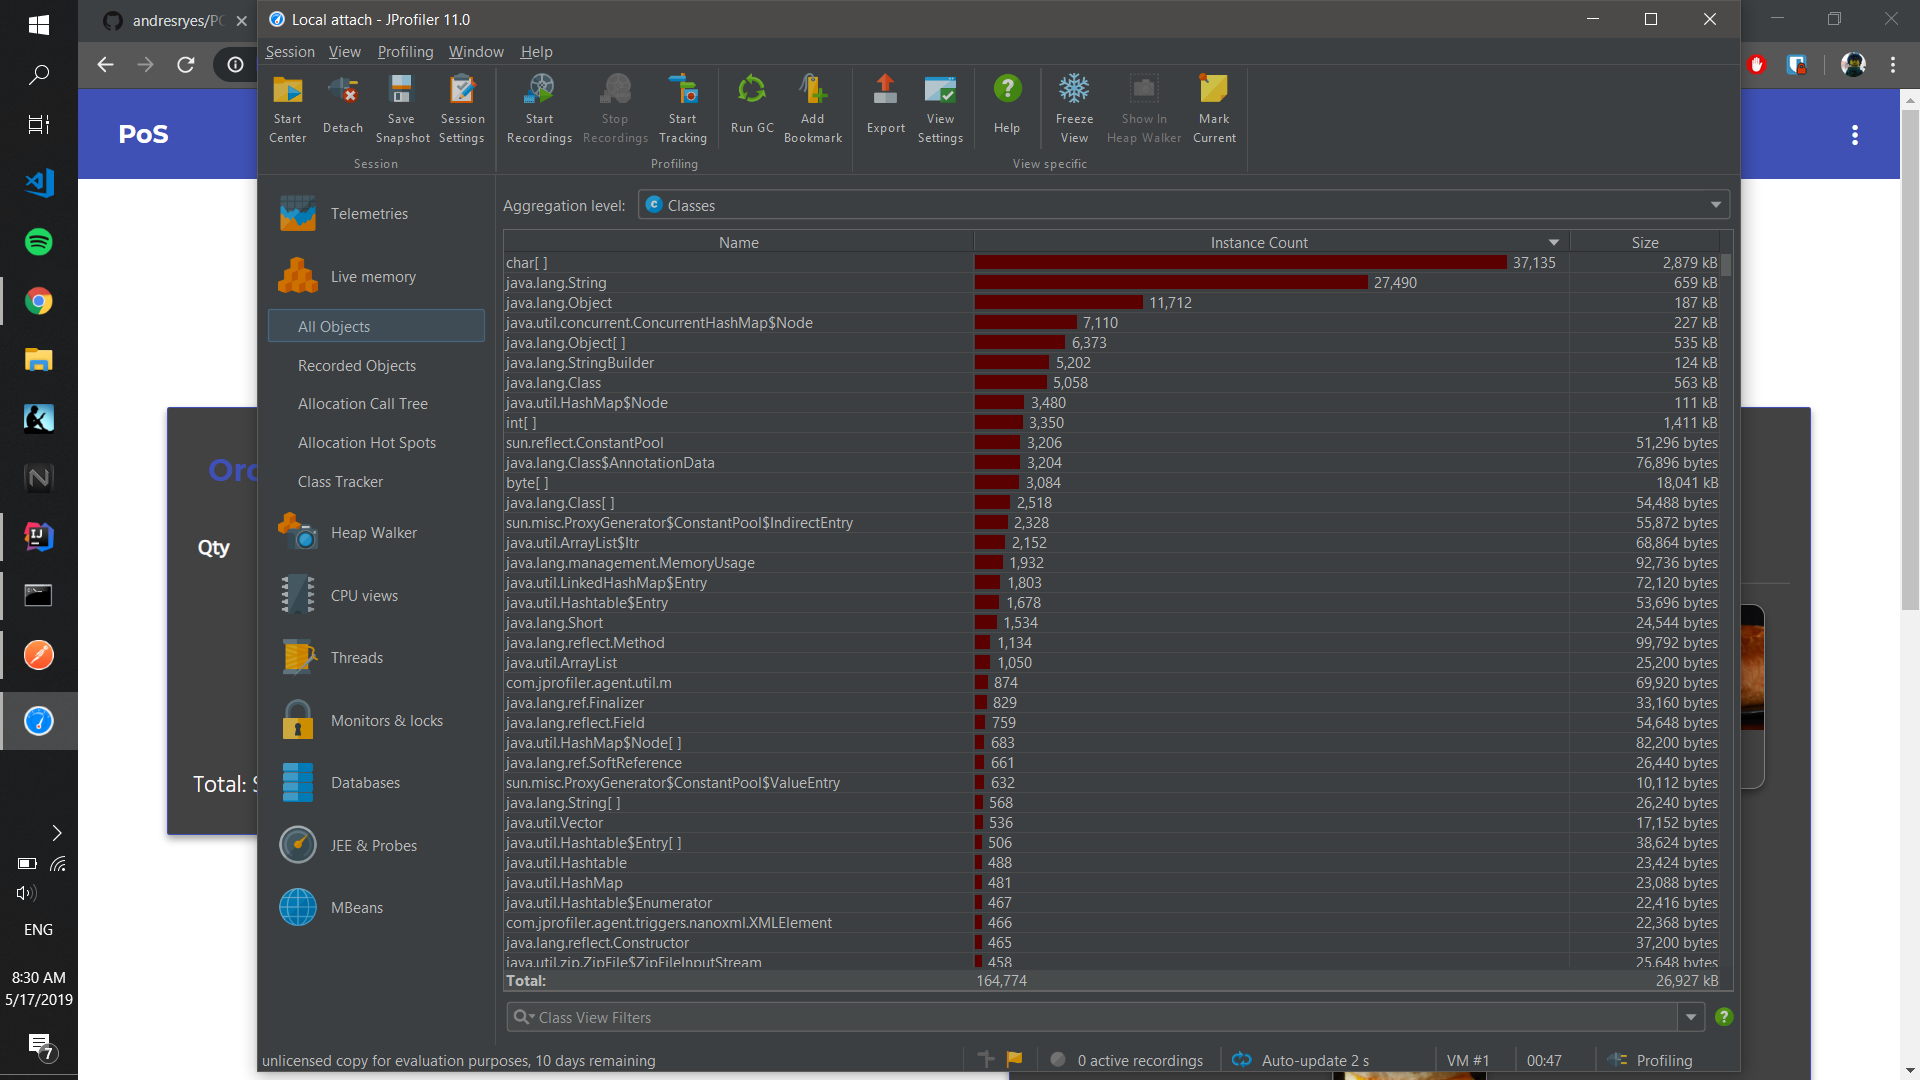 andresryes/PO
Local attach - JProfiler 11.0
Session View Profiling Window Help
Start Center
Detach
Save Snapshot
Session Settings
Start Recordings
Stop Recordings
Start Tracking
Run GC
Add Bookmark
Export
View Settings
Help
Freeze View
Show In Heap Walker
Mark Current
Session
Profiling
View specific
PoS
Telemetries
Live memory
All Objects
Recorded Objects
Allocation Call Tree
Allocation Hot Spots
Class Tracker
Heap Walker
CPU views
Threads
Monitors & locks
Databases
JEE & Probes
MBeans
Aggregation level: Classes
Name Instance Count Size
char[ ] 37,135 2,879 kB
java.lang.String 27,490 659 kB
java.lang.Object 11,712 187 kB
java.util.concurrent.ConcurrentHashMap$Node 7,110 227 kB
java.lang.Object[ ] 6,373 535 kB
java.lang.StringBuilder 5,202 124 kB
java.lang.Class 5,058 563 kB
java.util.HashMap$Node 3,480 111 kB
int[ ] 3,350 1,411 kB
sun.reflect.ConstantPool 3,206 51,296 bytes
java.lang.Class$AnnotationData 3,204 76,896 bytes
byte[ ] 3,084 18,041 kB
java.lang.Class[ ] 2,518 54,488 bytes
sun.misc.ProxyGenerator$ConstantPool$IndirectEntry 2,328 55,872 bytes
java.util.ArrayList$Itr 2,152 68,864 bytes
java.lang.management.MemoryUsage 1,932 92,736 bytes
java.util.LinkedHashMap$Entry 1,803 72,120 bytes
java.util.Hashtable$Entry 1,678 53,696 bytes
java.lang.Short 1,534 24,544 bytes
java.lang.reflect.Method 1,134 99,792 bytes
java.util.ArrayList 1,050 25,200 bytes
com.jprofiler.agent.util.m 874 69,920 bytes
java.lang.ref.Finalizer 829 33,160 bytes
java.lang.reflect.Field 759 54,648 bytes
java.util.HashMap$Node[ ] 683 82,200 bytes
java.lang.ref.SoftReference 661 26,440 bytes
sun.misc.ProxyGenerator$ConstantPool$ValueEntry 632 10,112 bytes
java.lang.String[ ] 568 26,240 bytes
java.util.Vector 536 17,152 bytes
java.util.Hashtable$Entry[ ] 506 38,624 bytes
java.util.Hashtable 488 23,424 bytes
java.util.HashMap 481 23,088 bytes
java.util.Hashtable$Enumerator 467 22,416 bytes
com.jprofiler.agent.triggers.nanoxml.XMLElement 466 22,368 bytes
java.lang.reflect.Constructor 465 37,200 bytes
java.util.zip.ZipFile$ZipFileInputStream 458 25,648 bytes
Total: 164,774 26,927 kB
Class View Filters
unlicensed copy for evaluation purposes, 10 days remaining
0 active recordings
Auto-update 2 s
VM #1
00:47
Profiling
Ord
Qty
Total: $
ENG
8:30 AM
5/17/2019
7